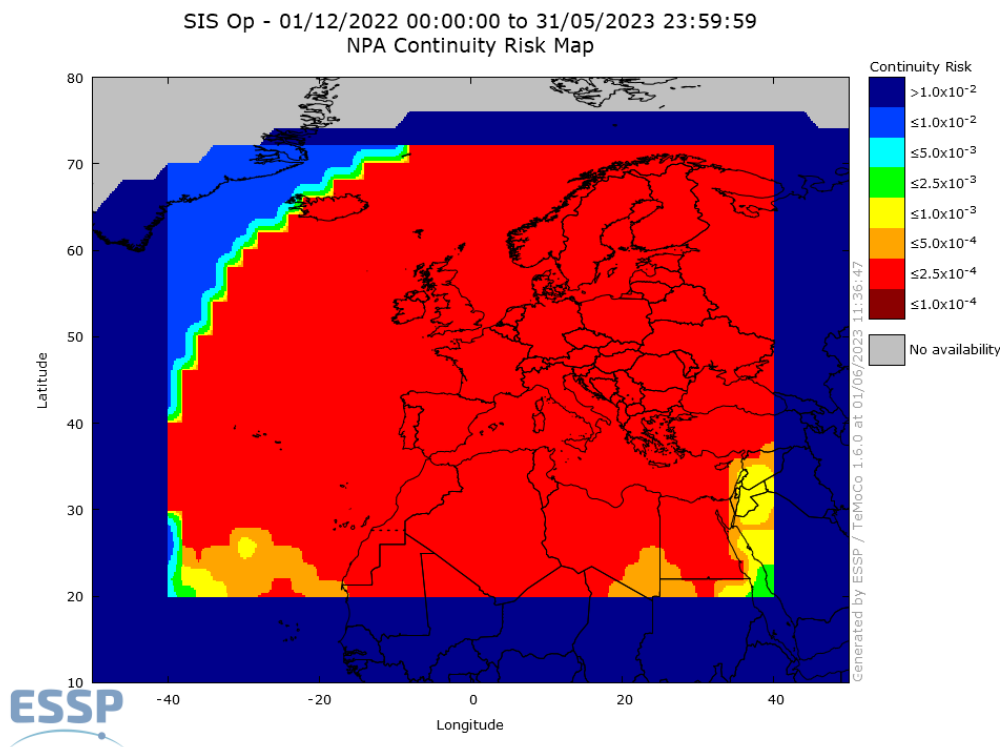 SIS Op - 01/12/2022 00:00:00 to 31/05/2023 23:59:59
NPA Continuity Risk Map
Continuity Risk
>1.0x10⁻²
≤1.0x10⁻²
≤5.0x10⁻³
≤2.5x10⁻³
≤1.0x10⁻³
≤5.0x10⁻⁴
≤2.5x10⁻⁴
≤1.0x10⁻⁴
No availability
80
70
60
50
40
30
20
10
Latitude
-40
-20
0
20
40
Longitude
Generated by ESSP / TeMoCo 1.6.0 at 01/06/2023 11:36:47
ESSP